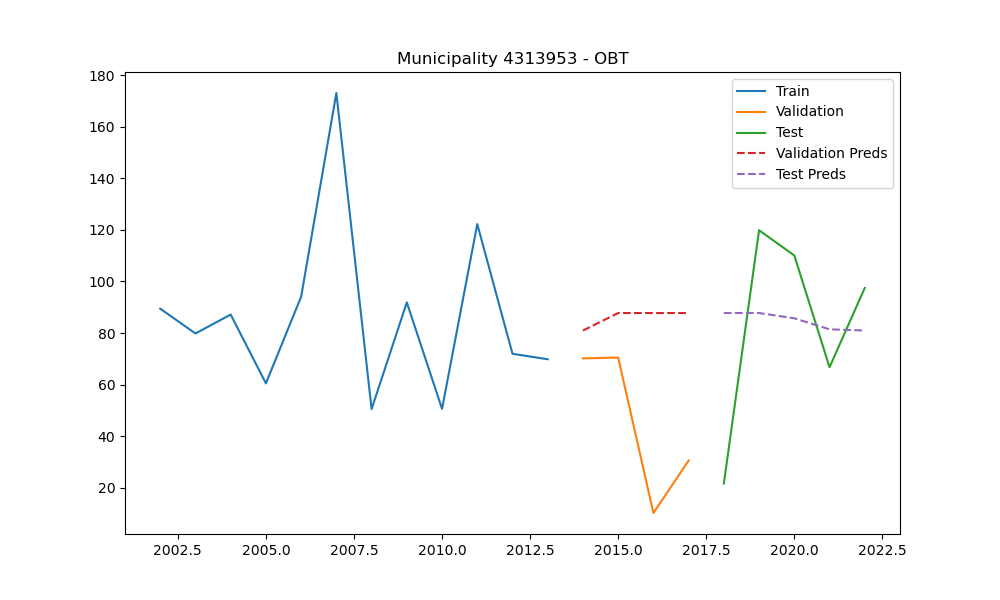 Municipality 4313953 - OBT
180
160
140
120
100
80
60
40
20
Train
Validation
Test
Validation Preds
Test Preds
2002.5 2005.0 2007.5 2010.0 2012.5 2015.0 2017.5 2020.0 2022.5